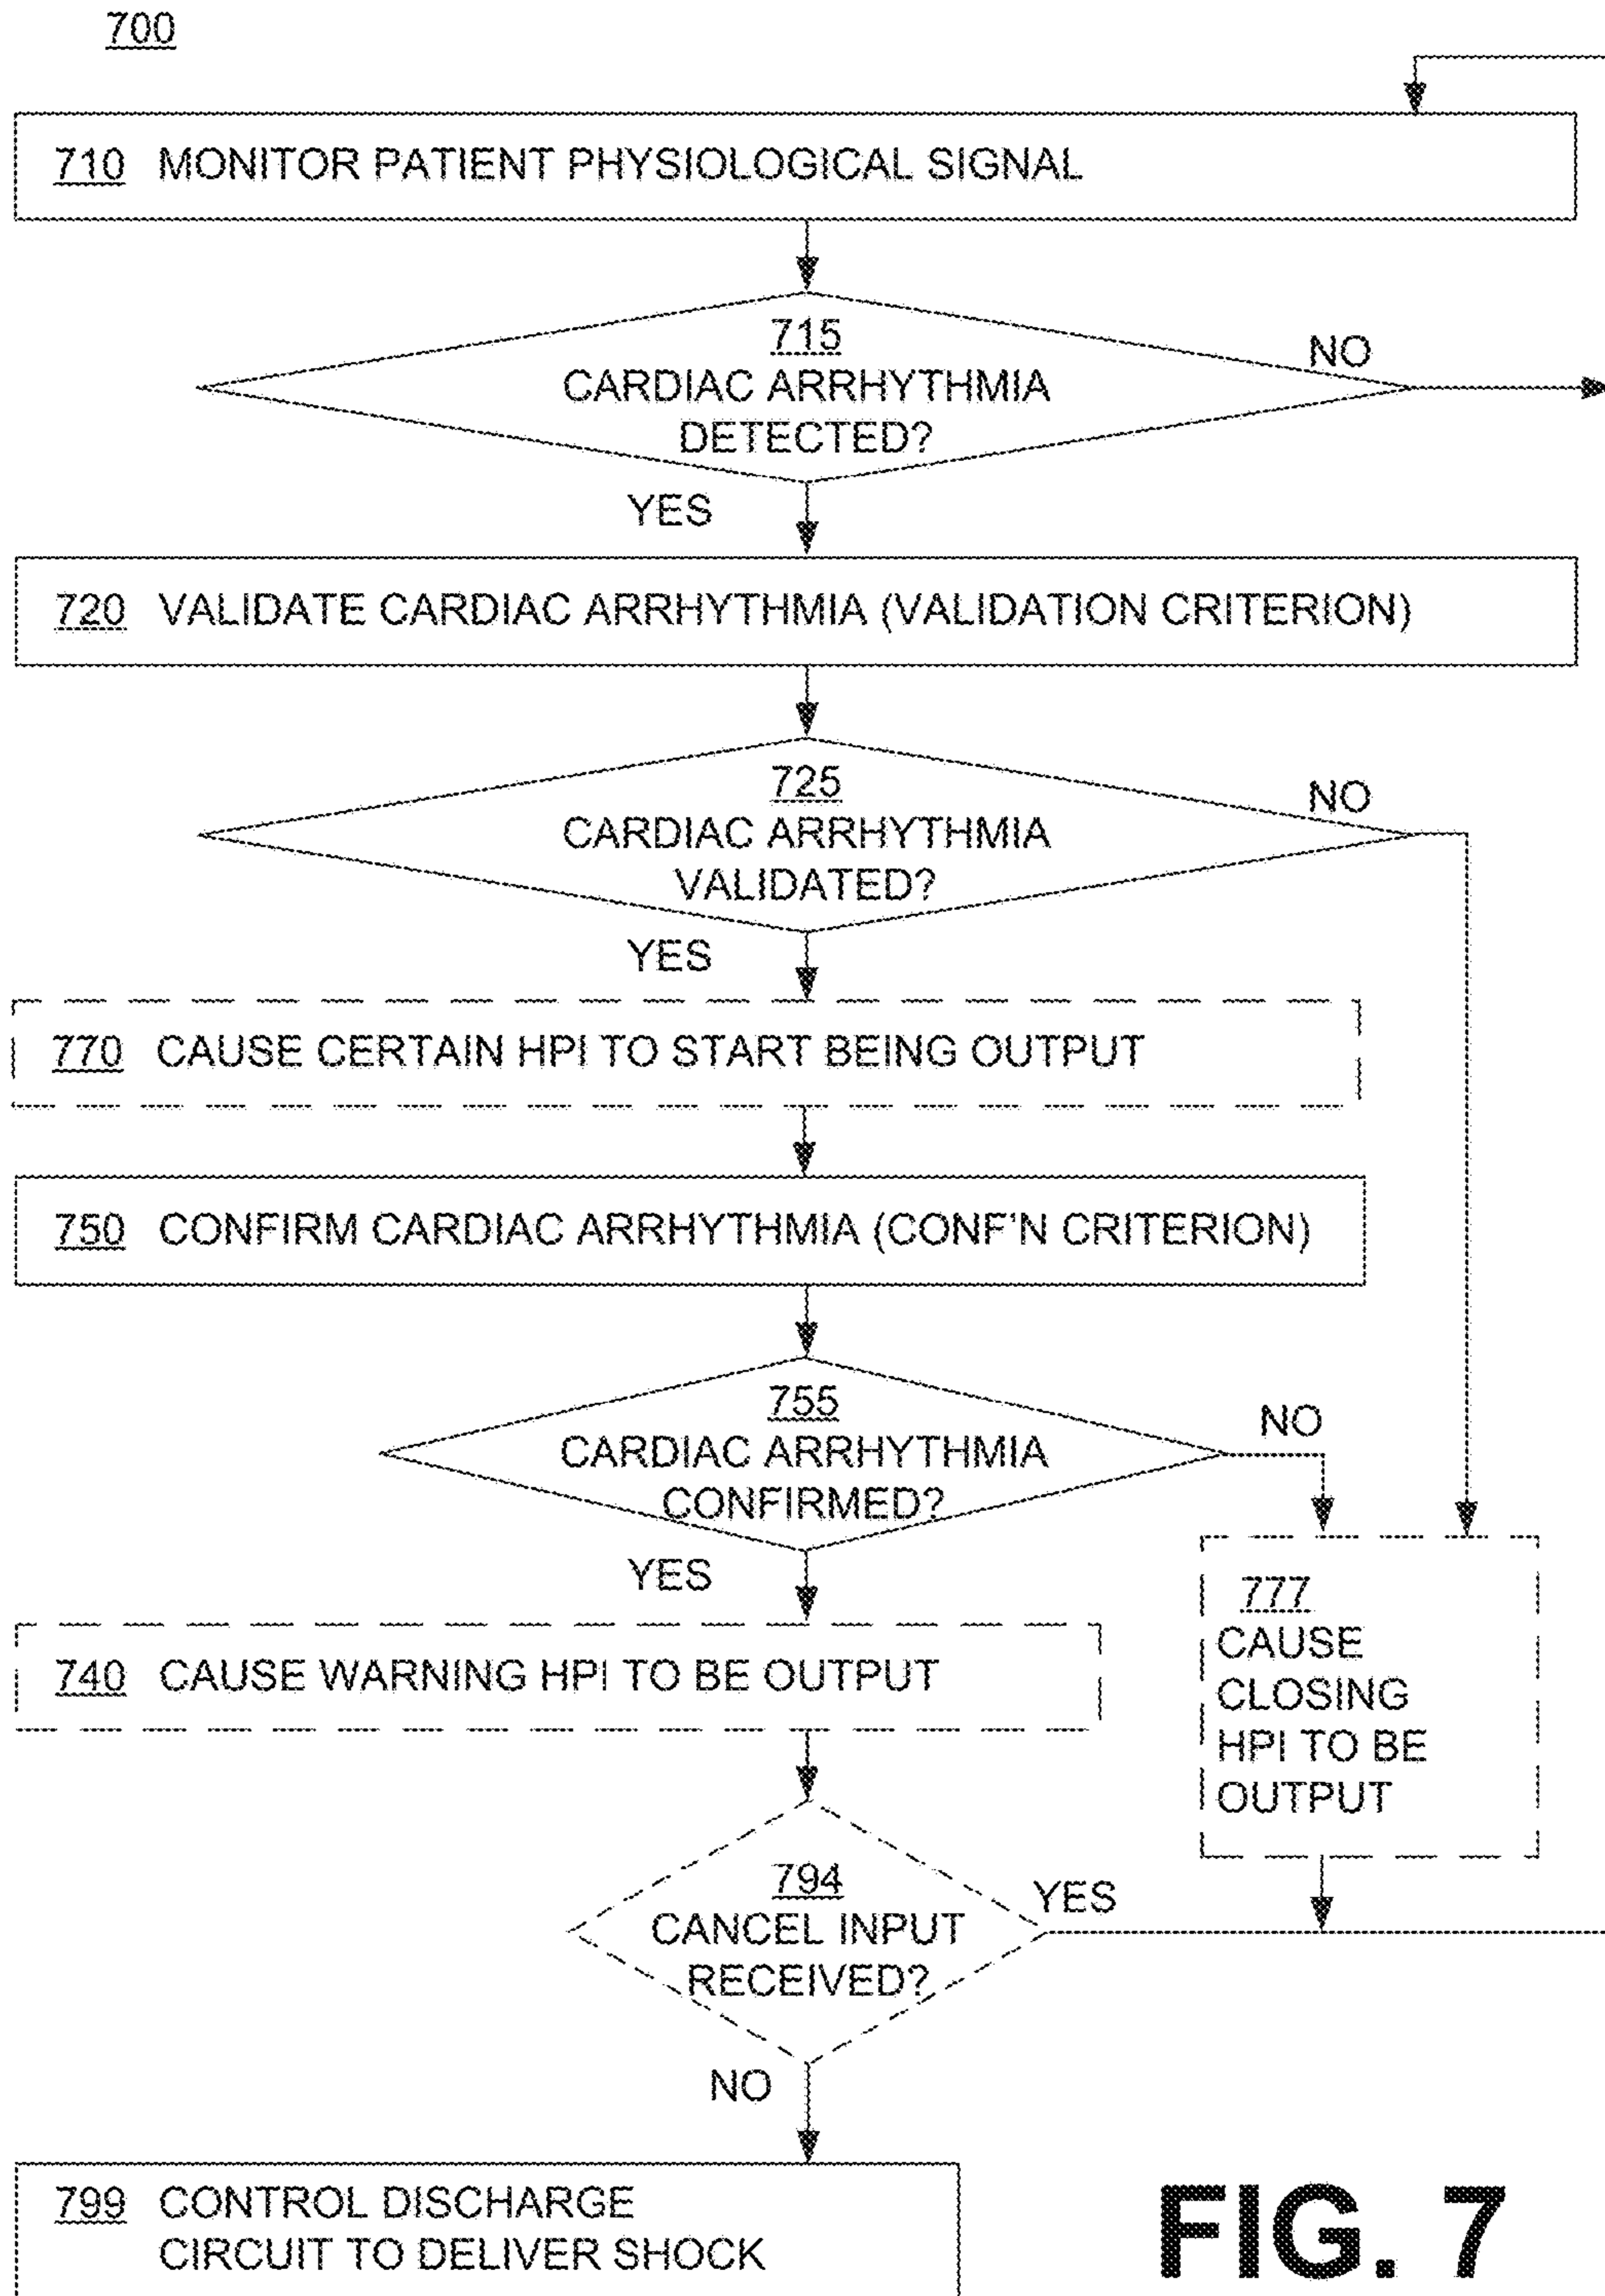 700
710 MONITOR PATIENT PHYSIOLOGICAL SIGNAL
715
CARDIAC ARRHYTHMIA
DETECTED?
NO
YES
720 VALIDATE CARDIAC ARRHYTHMIA (VALIDATION CRITERION)
725
CARDIAC ARRHYTHMIA
VALIDATED?
NO
YES
770 CAUSE CERTAIN HPI TO START BEING OUTPUT
750 CONFIRM CARDIAC ARRHYTHMIA (CONF'N CRITERION)
755
CARDIAC ARRHYTHMIA
CONFIRMED?
NO
YES
740 CAUSE WARNING HPI TO BE OUTPUT
777
CAUSE
CLOSING
HPI TO BE
OUTPUT
794
CANCEL INPUT
RECEIVED?
YES
NO
799 CONTROL DISCHARGE
CIRCUIT TO DELIVER SHOCK
FIG. 7